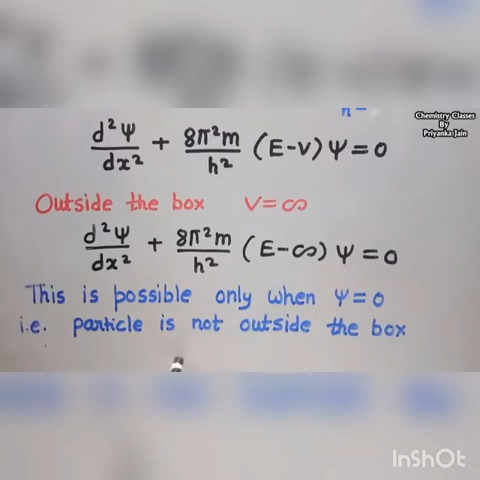 Chemistry Classes
By
Priyanka Jain
d²Ψ/dx² + 8π²m/h² (E-V) Ψ = 0
Outside the box V = ∞
d²Ψ/dx² + 8π²m/h² (E-∞) Ψ = 0
This is possible only when Ψ = 0
i.e. particle is not outside the box
InShOt